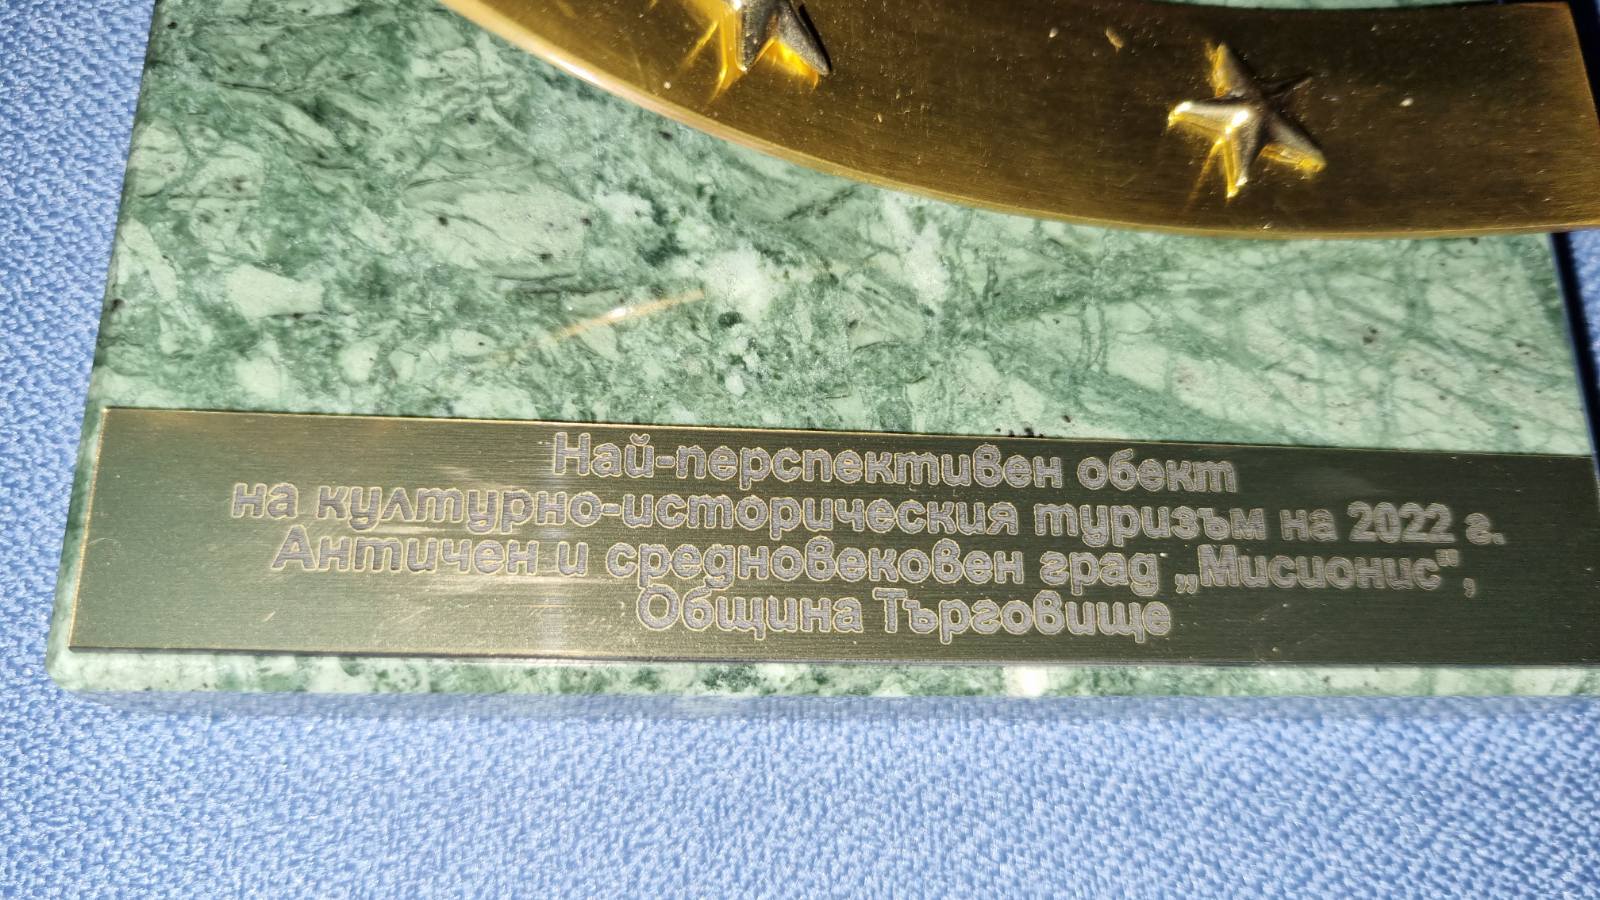 Най-перспективен обект
на културно-историческия туризъм на 2022 г.
Античен и средновековен град „Мисионис",
Община Търговище